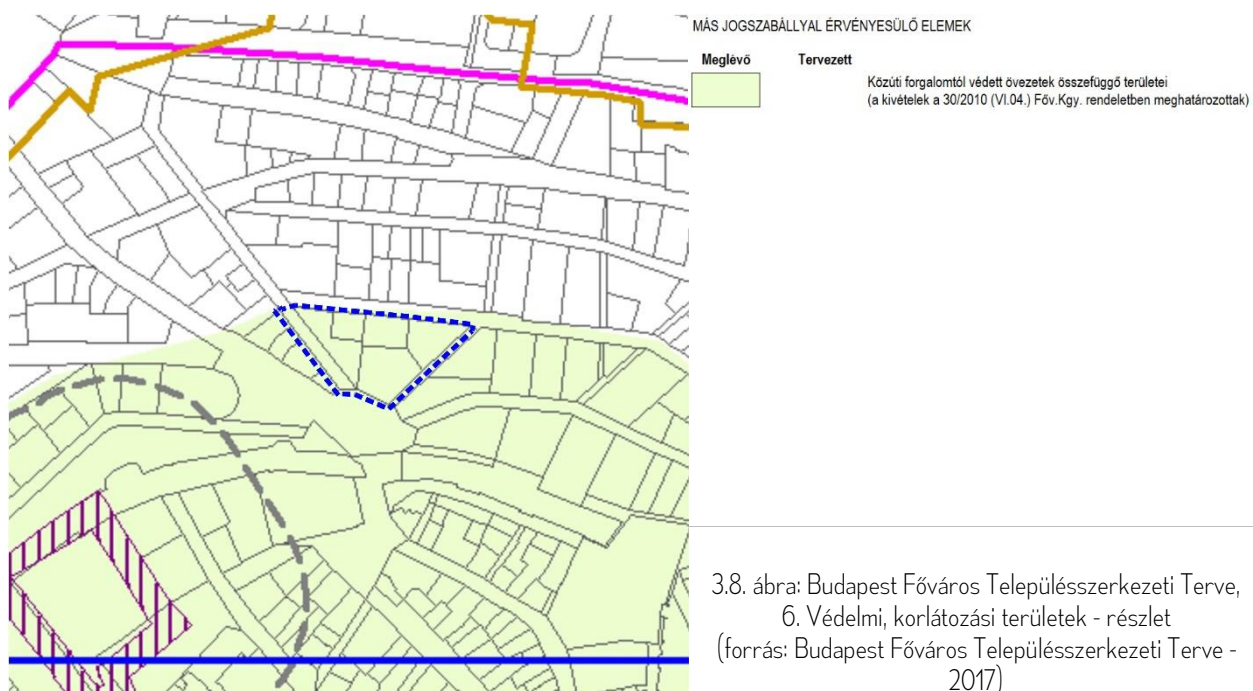 MÁS JOGSZABÁLLYAL ÉRVÉNYESÜLŐ ELEMEK
Meglévő Tervezett
Közúti forgalomtól védett övezetek összefüggő területei
(a kivételek a 30/2010 (VI.04.) Főv.Kgy. rendeletben meghatározottak)
3.8. ábra: Budapest Főváros Településszerkezeti Terve,
6. Védelmi, korlátozási területek - részlet
(forrás: Budapest Főváros Településszerkezeti Terve -
2017)